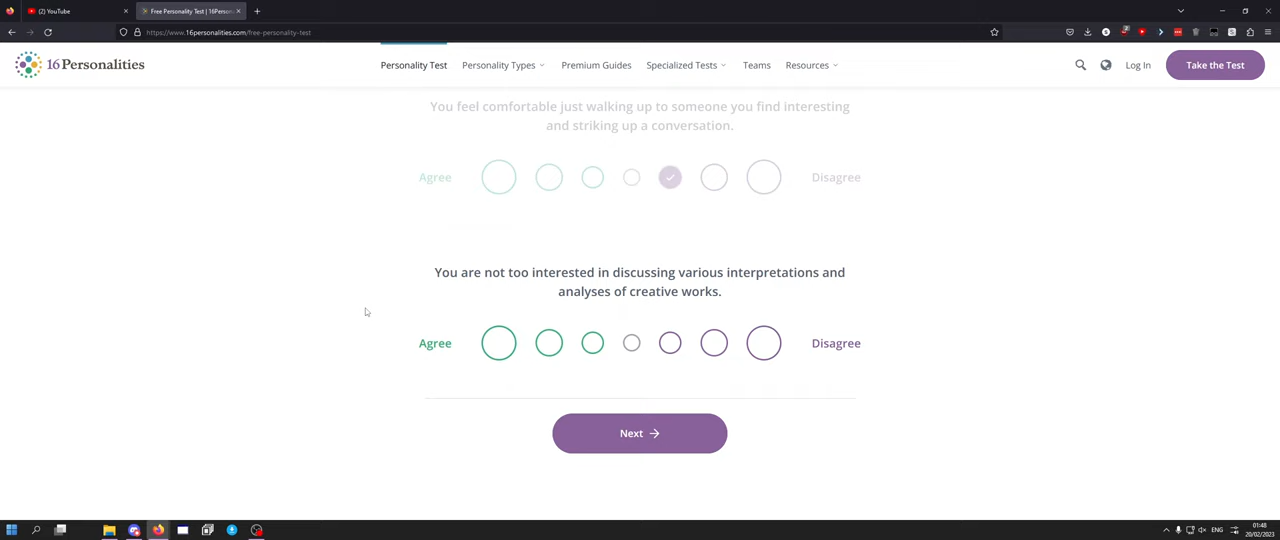 (2) YouTube
Free Personality Test | 16Person
https://www.16personalities.com/free-personality-test
16Personalities
Personality Test
Personality Types
Premium Guides
Specialized Tests
Teams
Resources
Log In
Take the Test
You feel comfortable just walking up to someone you find interesting
and striking up a conversation.
Agree
Disagree
You are not too interested in discussing various interpretations and
analyses of creative works.
Agree
Disagree
Next
ENG
01:48
20/02/2023